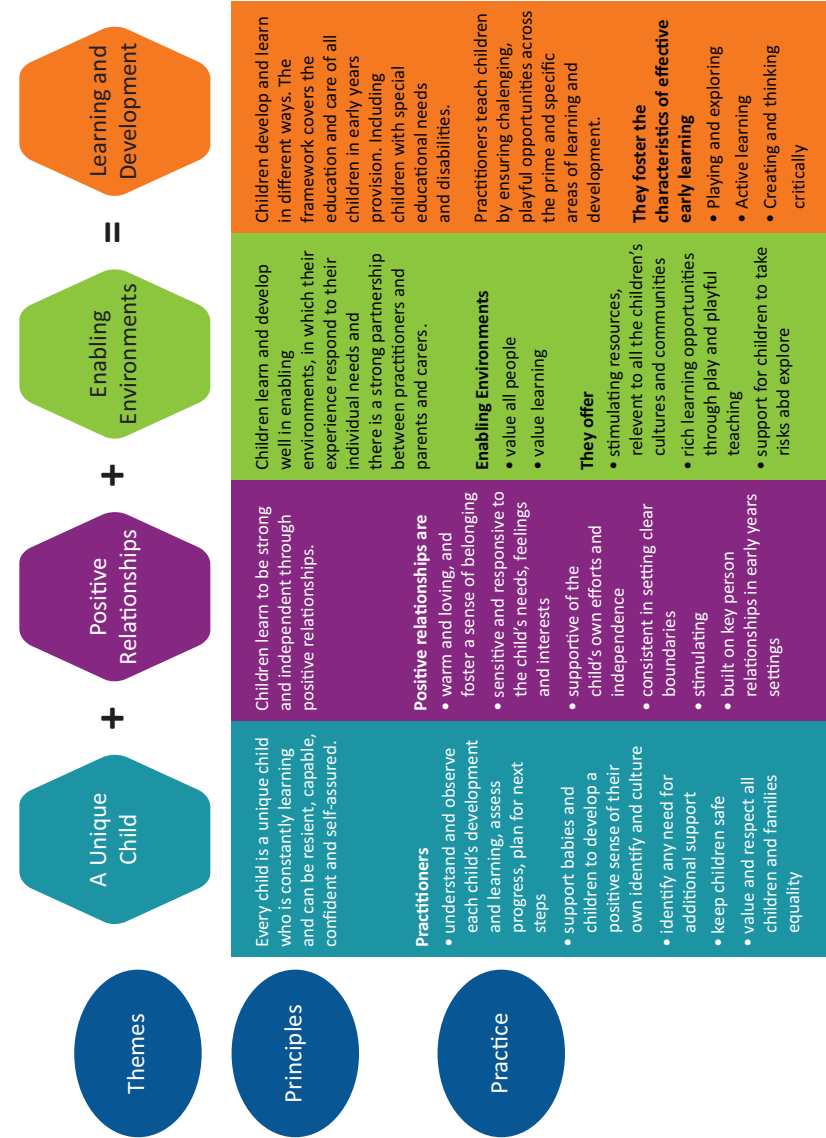 Themes
A Unique
Child
+
Positive
Relationships
+
Enabling
Environments
=
Learning and
Development
Principles
Every child is a unique child
who is constantly learning
and can be resient, capable,
confident and self-assured.
Children learn to be strong
and independent through
positive relationships.
Children learn and develop
well in enabling
environments, in which their
experience respond to their
individual needs and
there is a strong partnership
between practitioners and
parents and carers.
Children develop and learn
in different ways. The
framework covers the
education and care of all
children in early years
provision. Including
children with special
educational needs
and disabilities.
Practice
Practitioners
• understand and observe
each child's development
and learning, assess
progress, plan for next
steps
• support babies and
children to develop a
positive sense of their
own identify and culture
• identify any need for
additional support
• keep children safe
• value and respect all
children and families
equality
Positive relationships are
• warm and loving, and
foster a sense of belonging
• sensitive and responsive to
the child's needs, feelings
and interests
• supportive of the
child's own efforts and
independence
• consistent in setting clear
boundaries
• stimulating
• built on key person
relationships in early years
settings
Enabling Environments
• value all people
• value learning
They offer
• stimulating resources,
relevent to all the children's
cultures and communities
• rich learning opportunities
through play and playful
teaching
• support for children to take
risks abd explore
Practitioners teach children
by ensuring chalenging,
playful opportunities across
the prime and specific
areas of learning and
development.
They foster the
characteristics of effective
early learning
• Playing and exploring
• Active learning
• Creating and thinking
critically